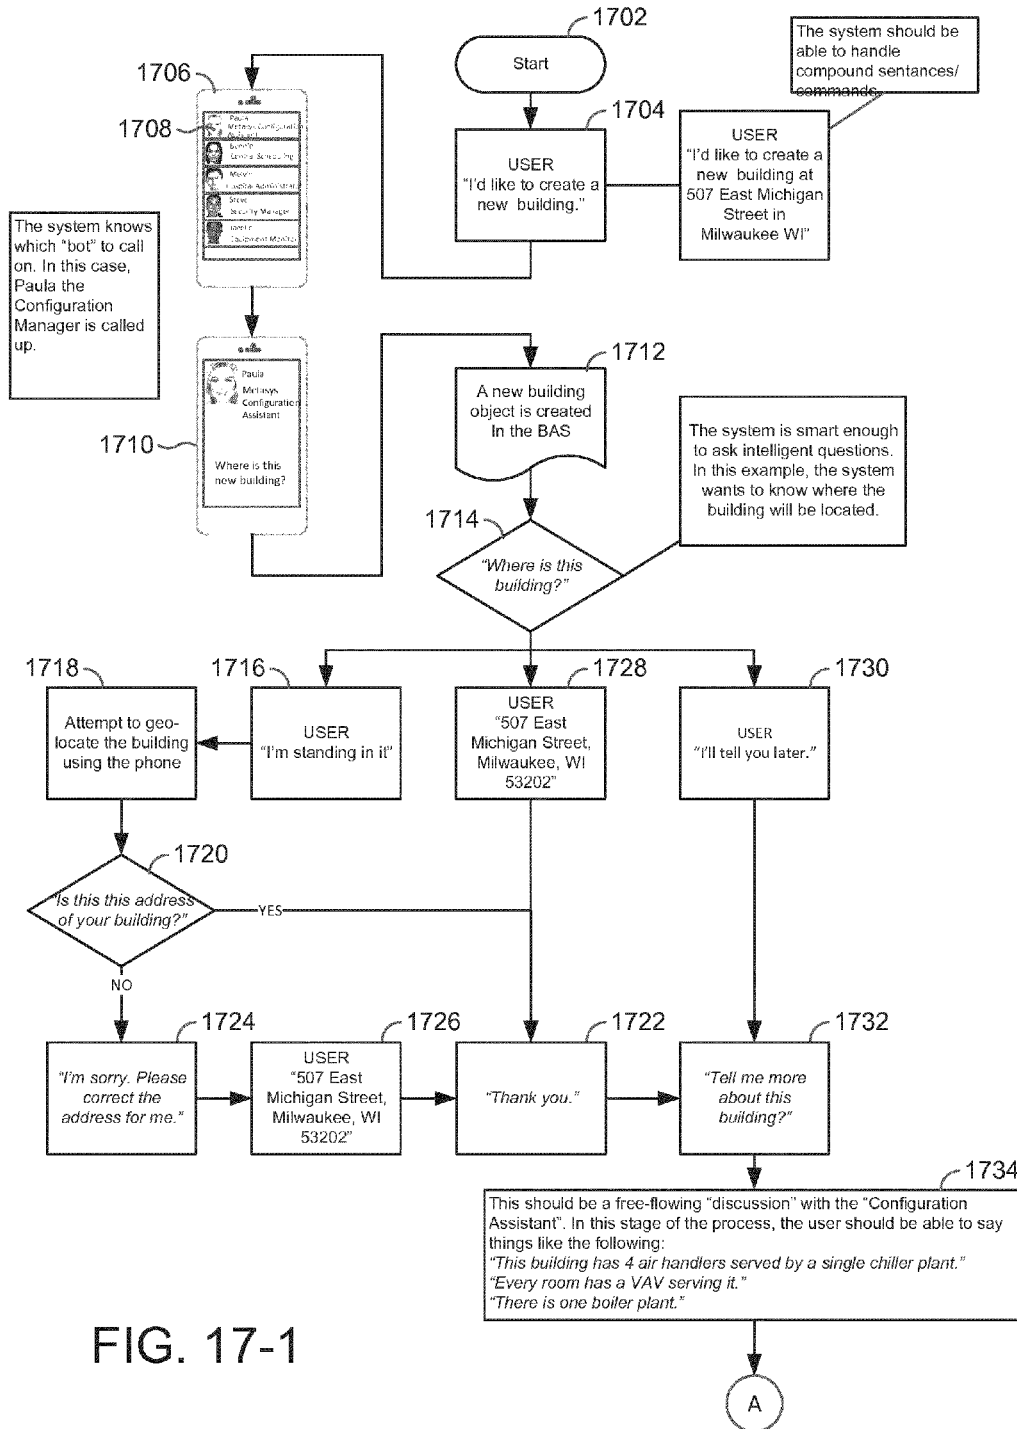 1702
Start
The system should be
able to handle
compound sentances/
commands.
1706
1708
Paula
Metasys Configuration
Assistant
Central Scheduling
Steve
Security Manager
Equipment Monitor
1704
USER
“I’d like to create a
new building.”
USER
“I’d like to create a
new building at
507 East Michigan
Street in
Milwaukee WI”
The system knows
which “bot” to call
on. In this case,
Paula the
Configuration
Manager is called
up.
1710
Paula
Metasys
Configuration
Assistant
Where is this
new building?
1712
A new building
object is created
In the BAS
The system is smart enough
to ask intelligent questions.
In this example, the system
wants to know where the
building will be located.
1714
“Where is this
building?”
1718
Attempt to geo-
locate the building
using the phone
1716
USER
“I’m standing in it”
1728
USER
“507 East
Michigan Street,
Milwaukee, WI
53202”
1730
USER
“I’ll tell you later.”
1720
“Is this this address
of your building?”
YES
NO
1724
“I’m sorry. Please
correct the
address for me.”
1726
USER
“507 East
Michigan Street,
Milwaukee, WI
53202”
1722
“Thank you.”
1732
“Tell me more
about this
building?”
1734
This should be a free-flowing “discussion” with the “Configuration
Assistant”. In this stage of the process, the user should be able to say
things like the following:
“This building has 4 air handlers served by a single chiller plant.”
“Every room has a VAV serving it.”
“There is one boiler plant.”
FIG. 17-1
A